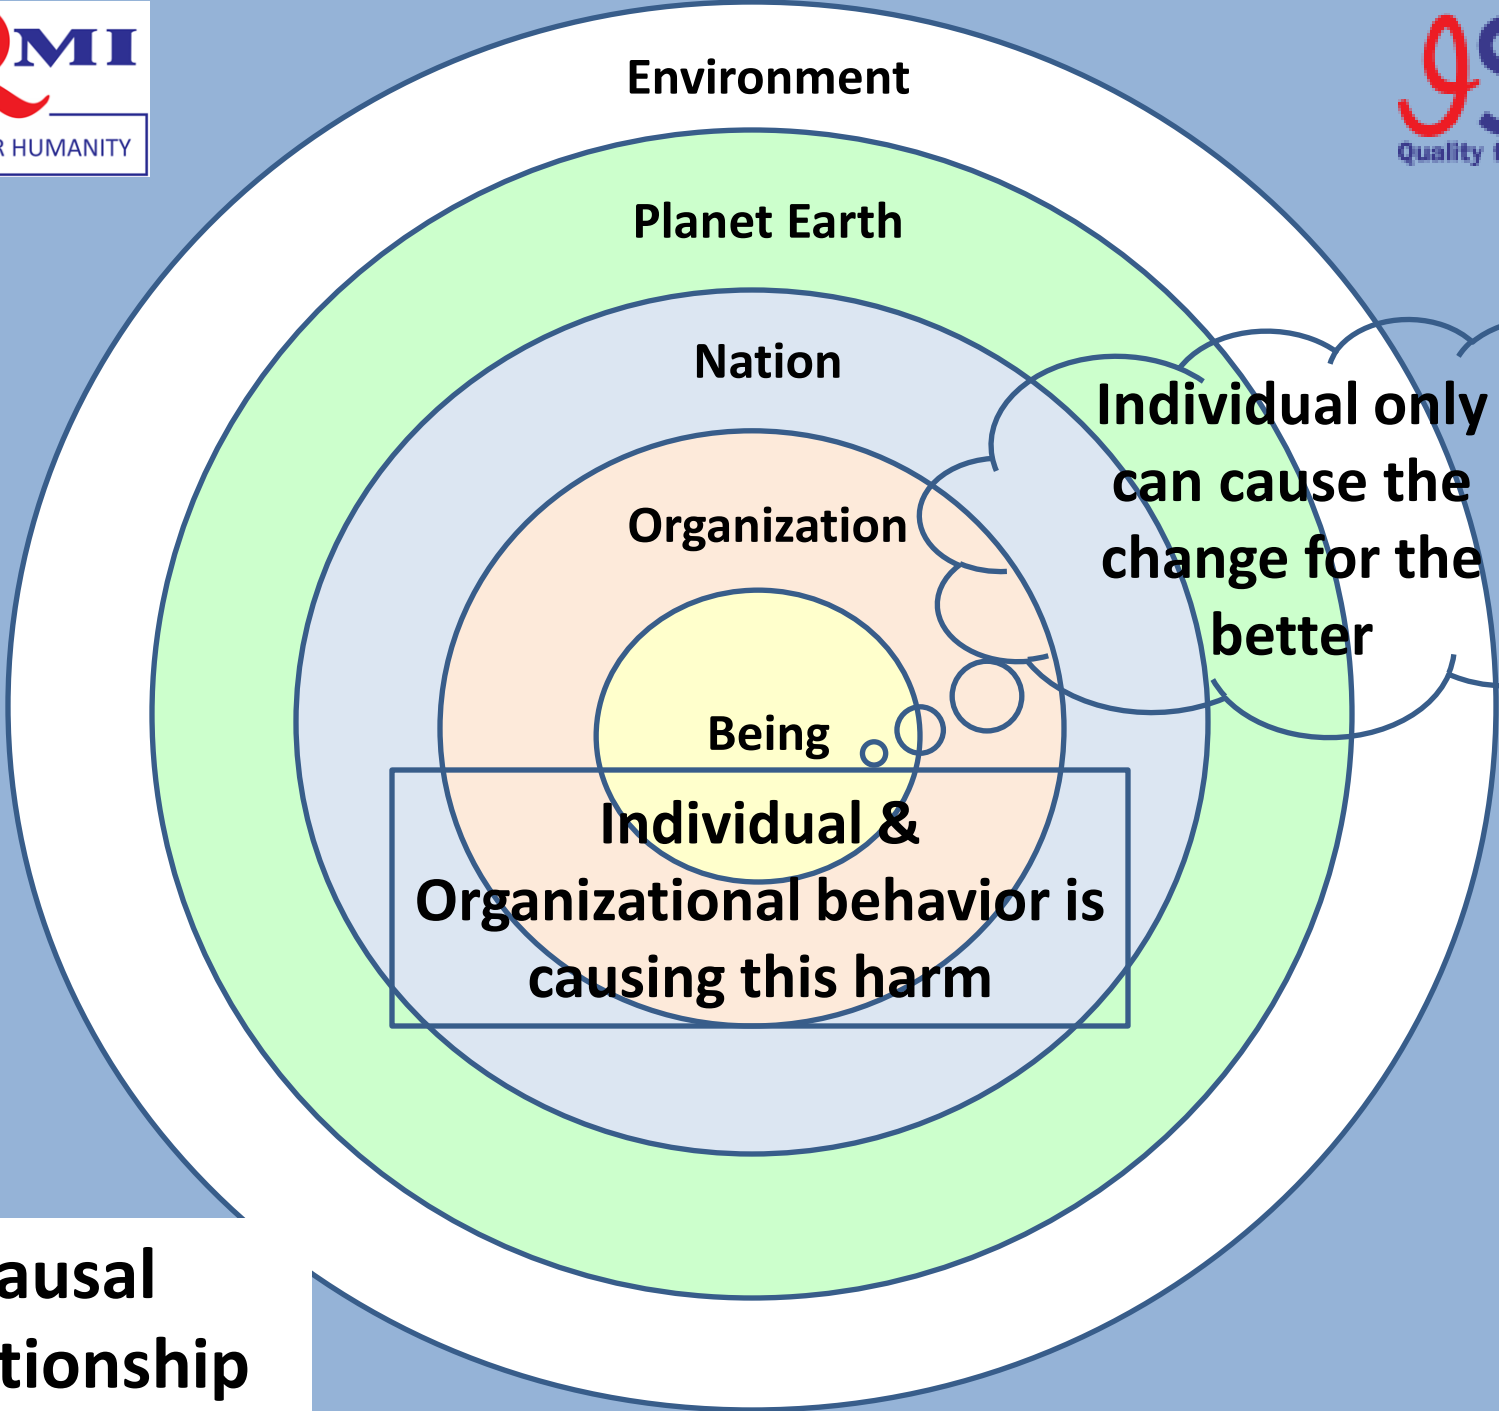 QMI
R HUMANITY
Quality f
Environment
Planet Earth
Nation
Organization
Being
Individual only
can cause the
change for the
better
Individual &
Organizational behavior is
causing this harm
ausal
tionship